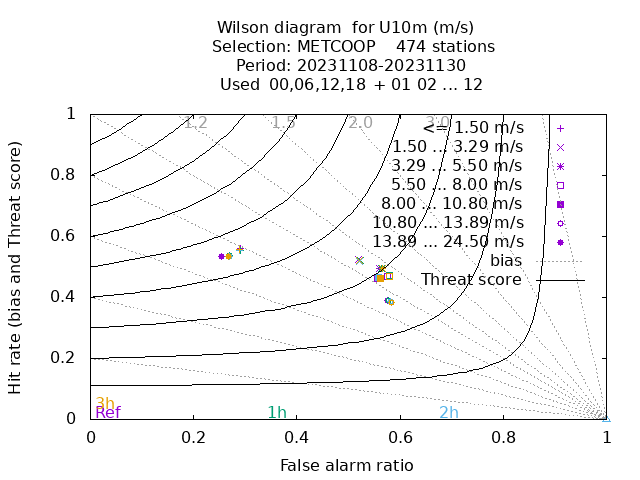 Wilson diagram  for U10m (m/s)
Selection: METCOOP    474 stations
Period: 20231108-20231130
Used  00,06,12,18  + 01 02 ... 12
Hit rate (bias and Threat score)
1
0.8
0.6
0.4
0.2
0
1.2
1.5
2.0
3.0
<= 1.50 m/s
1.50 ... 3.29 m/s
3.29 ... 5.50 m/s
5.50 ... 8.00 m/s
8.00 ... 10.80 m/s
10.80 ... 13.89 m/s
13.89 ... 24.50 m/s
bias
Threat score
3h
Ref
1h
2h
0
0.2
0.4
0.6
0.8
1
False alarm ratio